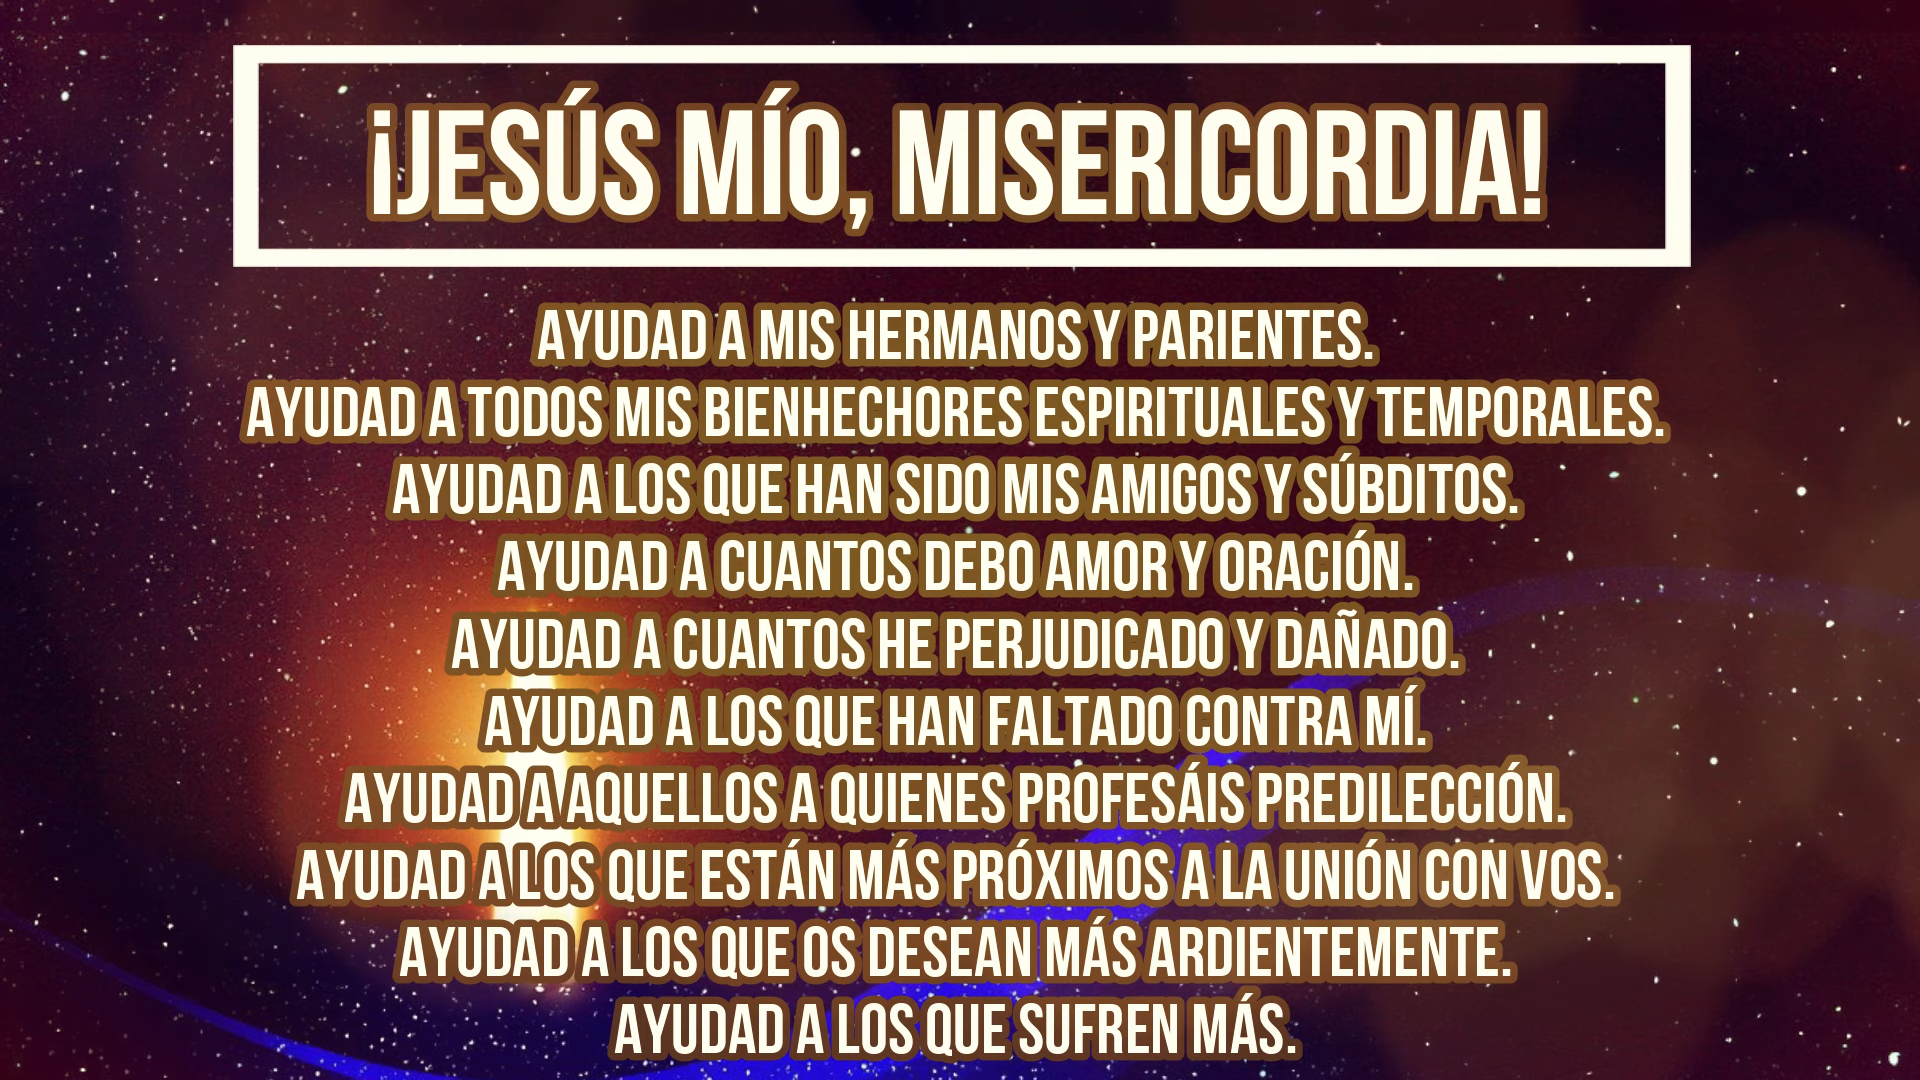 ¡JESÚS MÍO, MISERICORDIA!
AYUDAD A MIS HERMANOS Y PARIENTES.
AYUDAD A TODOS MIS BIENHECHORES ESPIRITUALES Y TEMPORALES.
AYUDAD A LOS QUE HAN SIDO MIS AMIGOS Y SÚBDITOS.
AYUDAD A CUANTOS DEBO AMOR Y ORACIÓN.
AYUDAD A CUANTOS HE PERJUDICADO Y DAÑADO.
AYUDAD A LOS QUE HAN FALTADO CONTRA MÍ.
AYUDAD A AQUELLOS A QUIENES PROFESÁIS PREDILECCIÓN.
AYUDAD A LOS QUE ESTÁN MÁS PRÓXIMOS A LA UNIÓN CON VOS.
AYUDAD A LOS QUE OS DESEAN MÁS ARDIENTEMENTE.
AYUDAD A LOS QUE SUFREN MÁS.